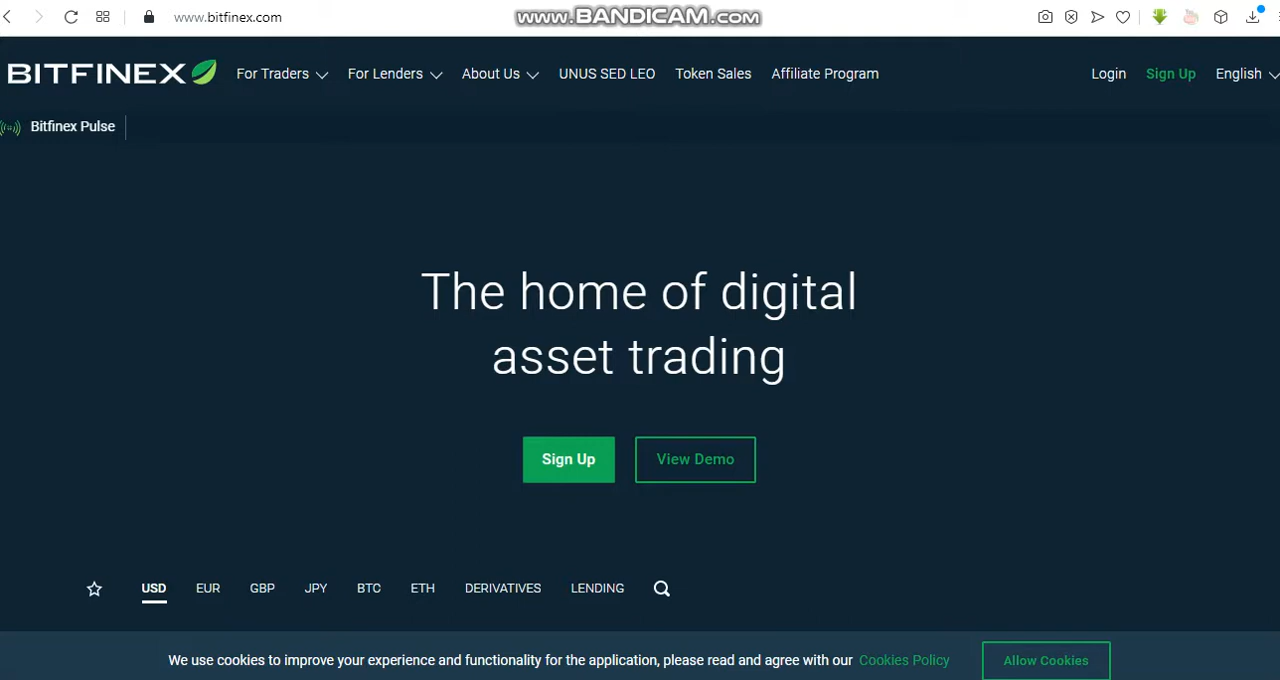 www.bitfinex.com
www.BANDICAM.com
BITFINEX For Traders For Lenders About Us UNUS SED LEO Token Sales Affiliate Program Login Sign Up English
Bitfinex Pulse
The home of digital
asset trading
Sign Up View Demo
USD EUR GBP JPY BTC ETH DERIVATIVES LENDING
We use cookies to improve your experience and functionality for the application, please read and agree with our Cookies Policy Allow Cookies